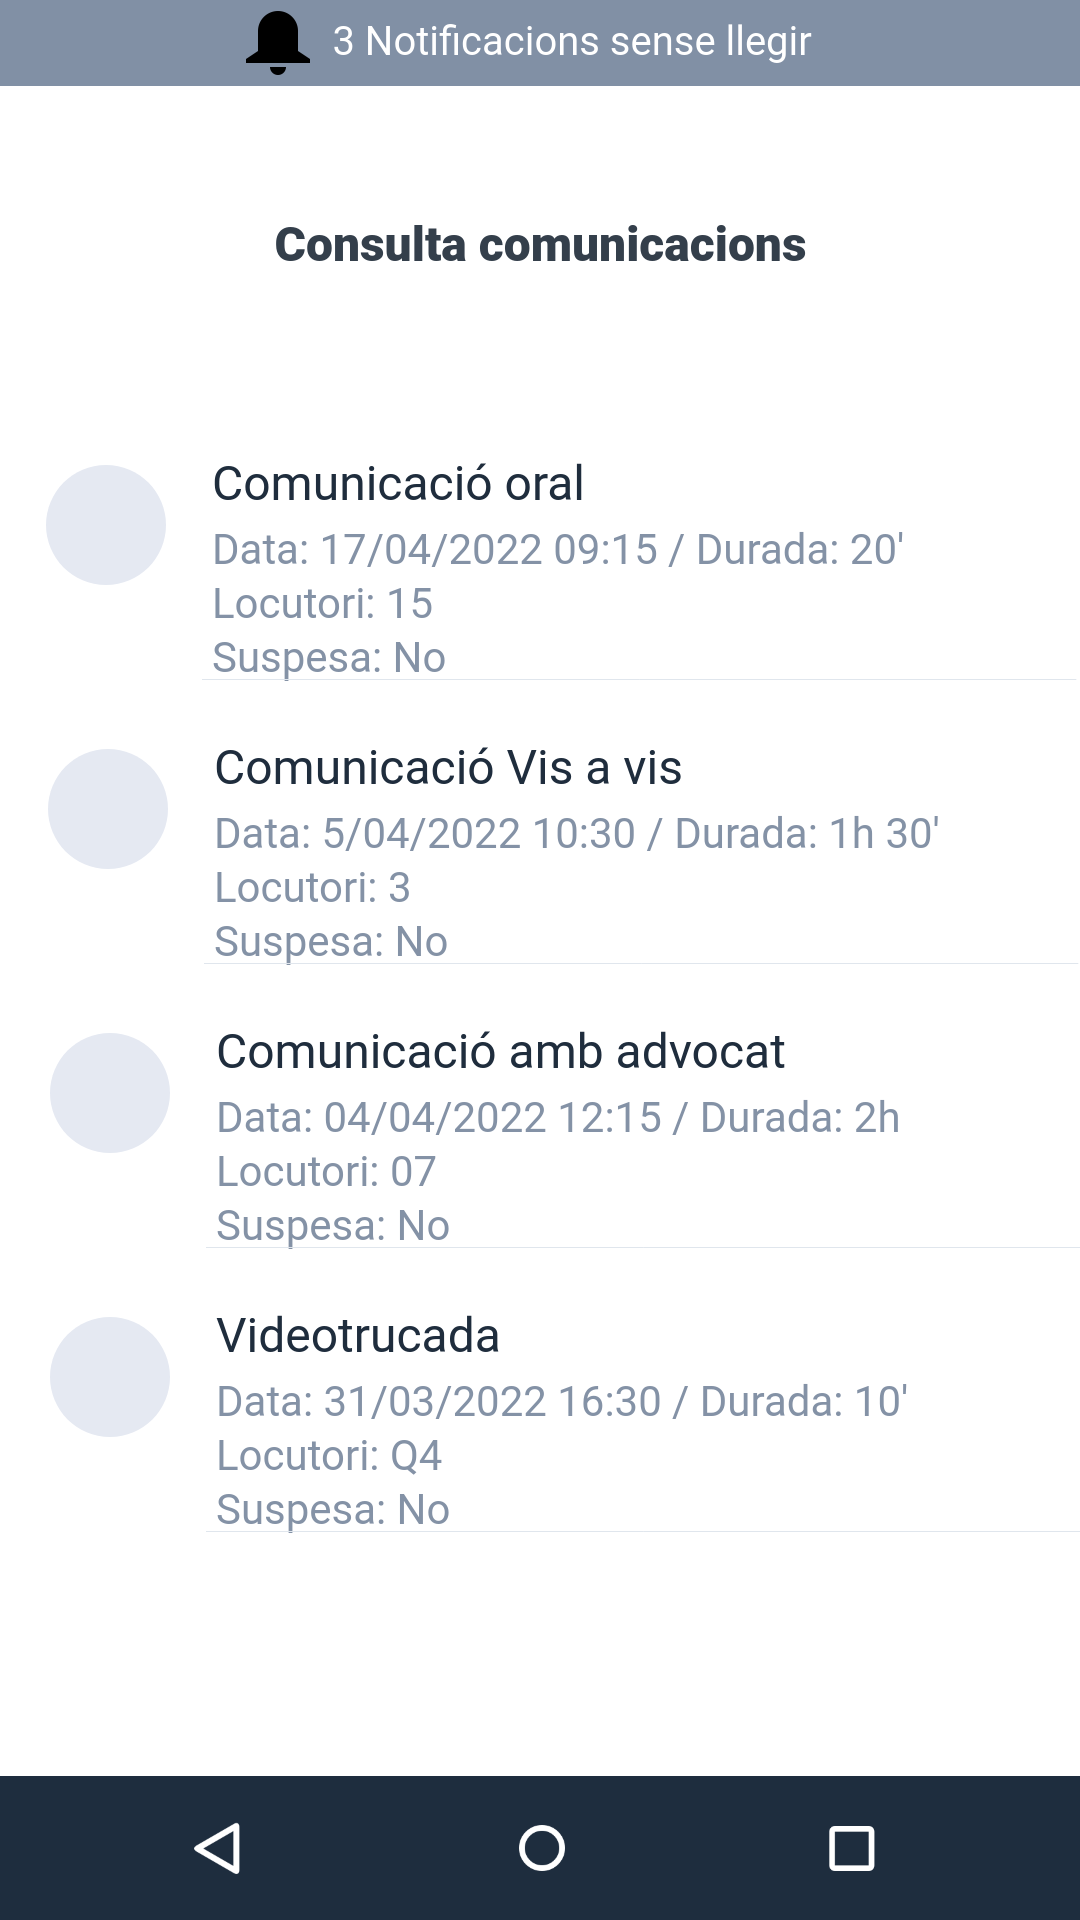 3 Notificacions sense llegir
Consulta comunicacions
Comunicació oral
Data: 17/04/2022 09:15 / Durada: 20'
Locutori: 15
Suspesa: No
Comunicació Vis a vis
Data: 5/04/2022 10:30 / Durada: 1h 30'
Locutori: 3
Suspesa: No
Comunicació amb advocat
Data: 04/04/2022 12:15 / Durada: 2h
Locutori: 07
Suspesa: No
Videotrucada
Data: 31/03/2022 16:30 / Durada: 10'
Locutori: Q4
Suspesa: No